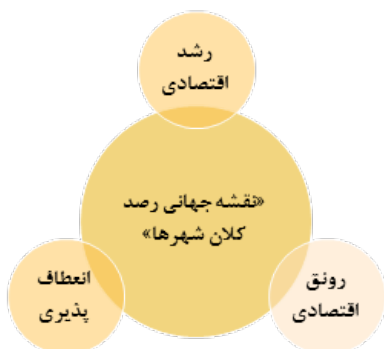 رشد
اقتصادی
«نقشه جهانی رصد
کلان شهرها»
رونق
اقتصادی
انعطاف
پذیری